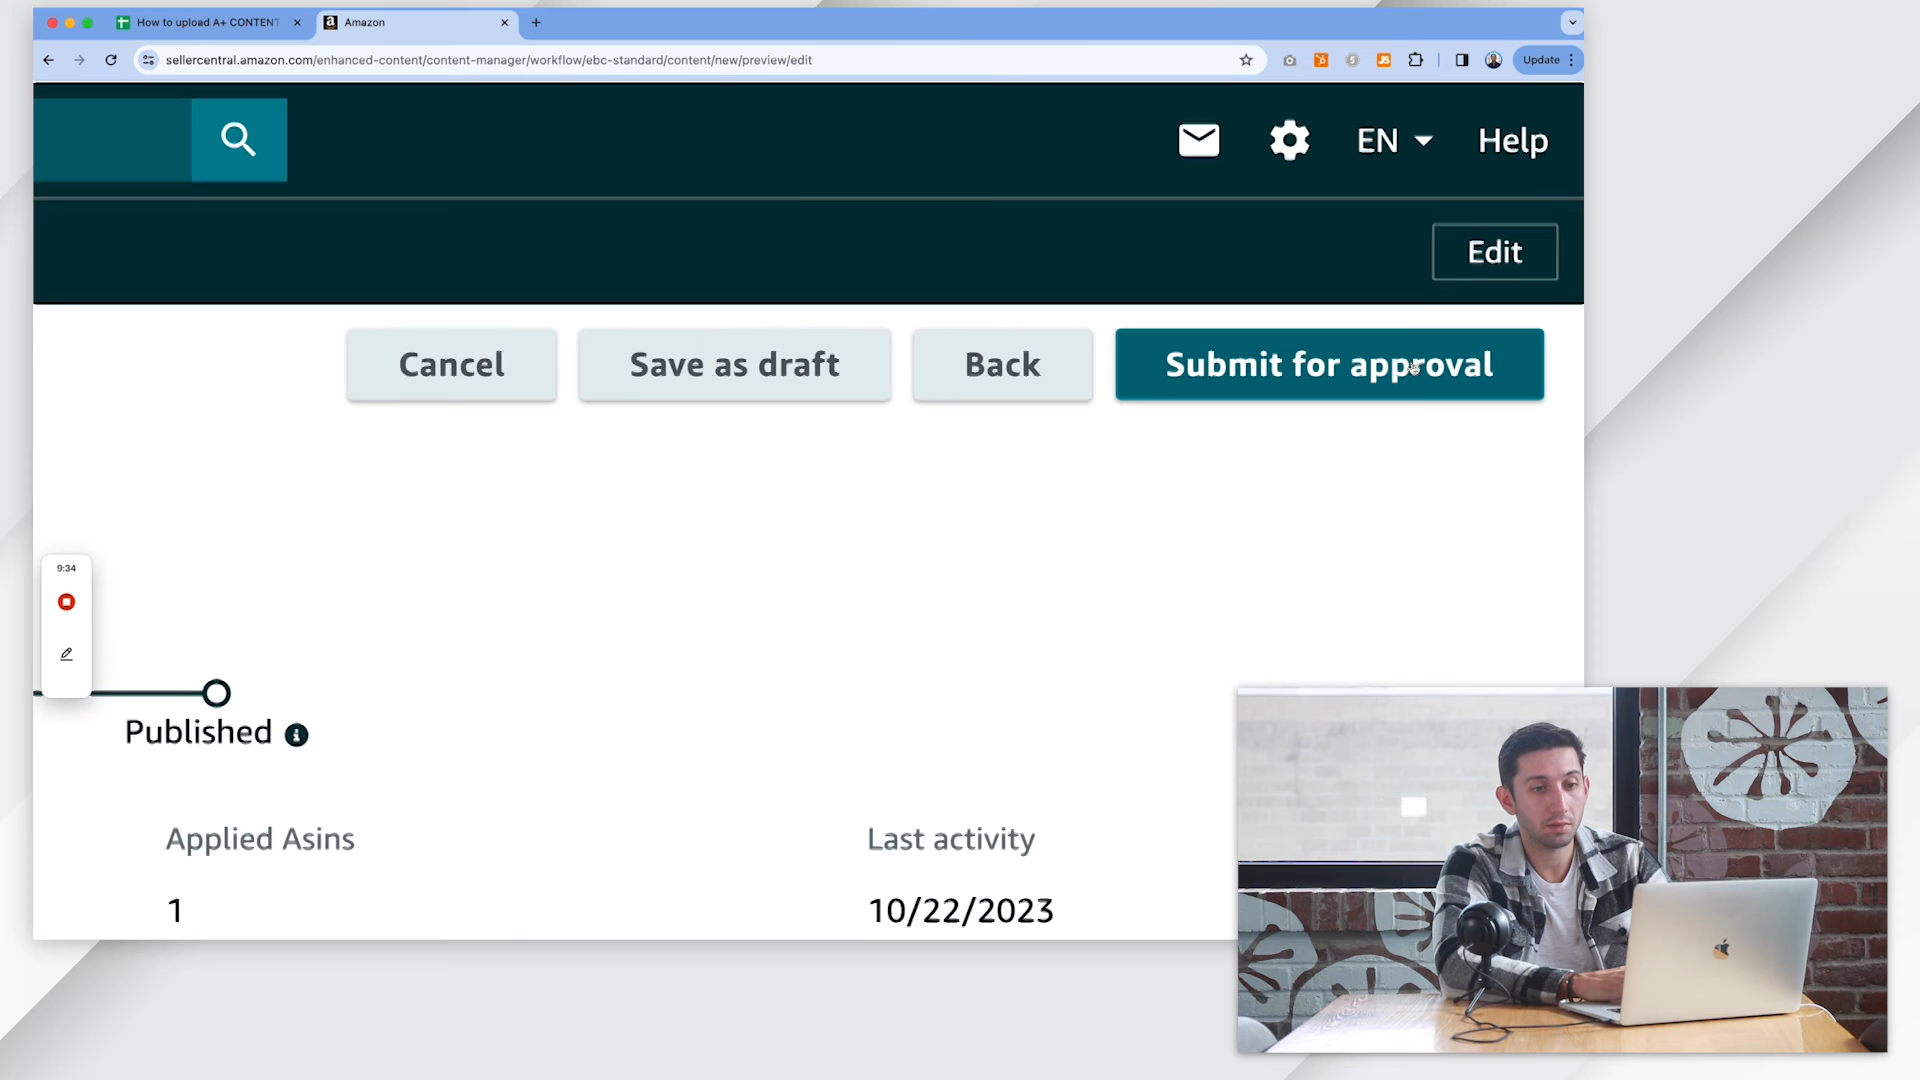 How to upload A+ CONTENT
Amazon
sellercentral.amazon.com/enhanced-content/content-manager/workflow/ebc-standard/content/new/preview/edit
JS
Update
EN
Help
Edit
Cancel
Save as draft
Back
Submit for approval
9:34
Published
Applied Asins
Last activity
1
10/22/2023